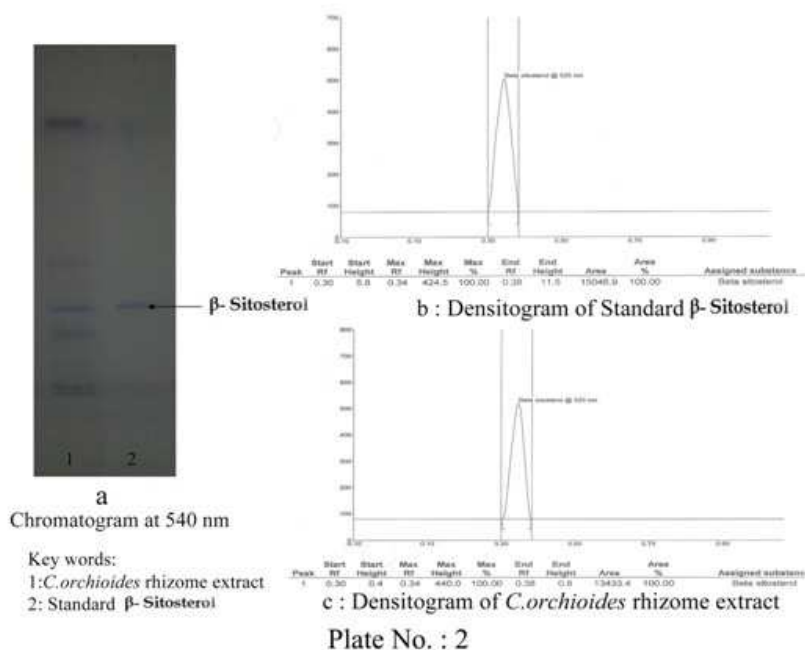 β- Sitosterol
1 2
a
Chromatogram at 540 nm
Key words:
1:C.orchioides rhizome extract
2: Standard β- Sitosterol
700
Start Max Max Max End End Area
Peak Rf Height Rf Height % Rf Height Area % Assigned substance
1 0.30 5.8 0.34 424.5 100.00 0.38 11.5 15046.9 100.00 Beta sitosterol
b : Densitogram of Standard β- Sitosterol
800
Start Start Max Max Max End End Area
Peak Rf Height Rf Height % Rf Height Area % Assigned substance
1 0.30 0.4 0.34 440.0 100.00 0.38 13433.4 100.00 Beta sitosterol
c : Densitogram of C.orchioides rhizome extract
Plate No. : 2